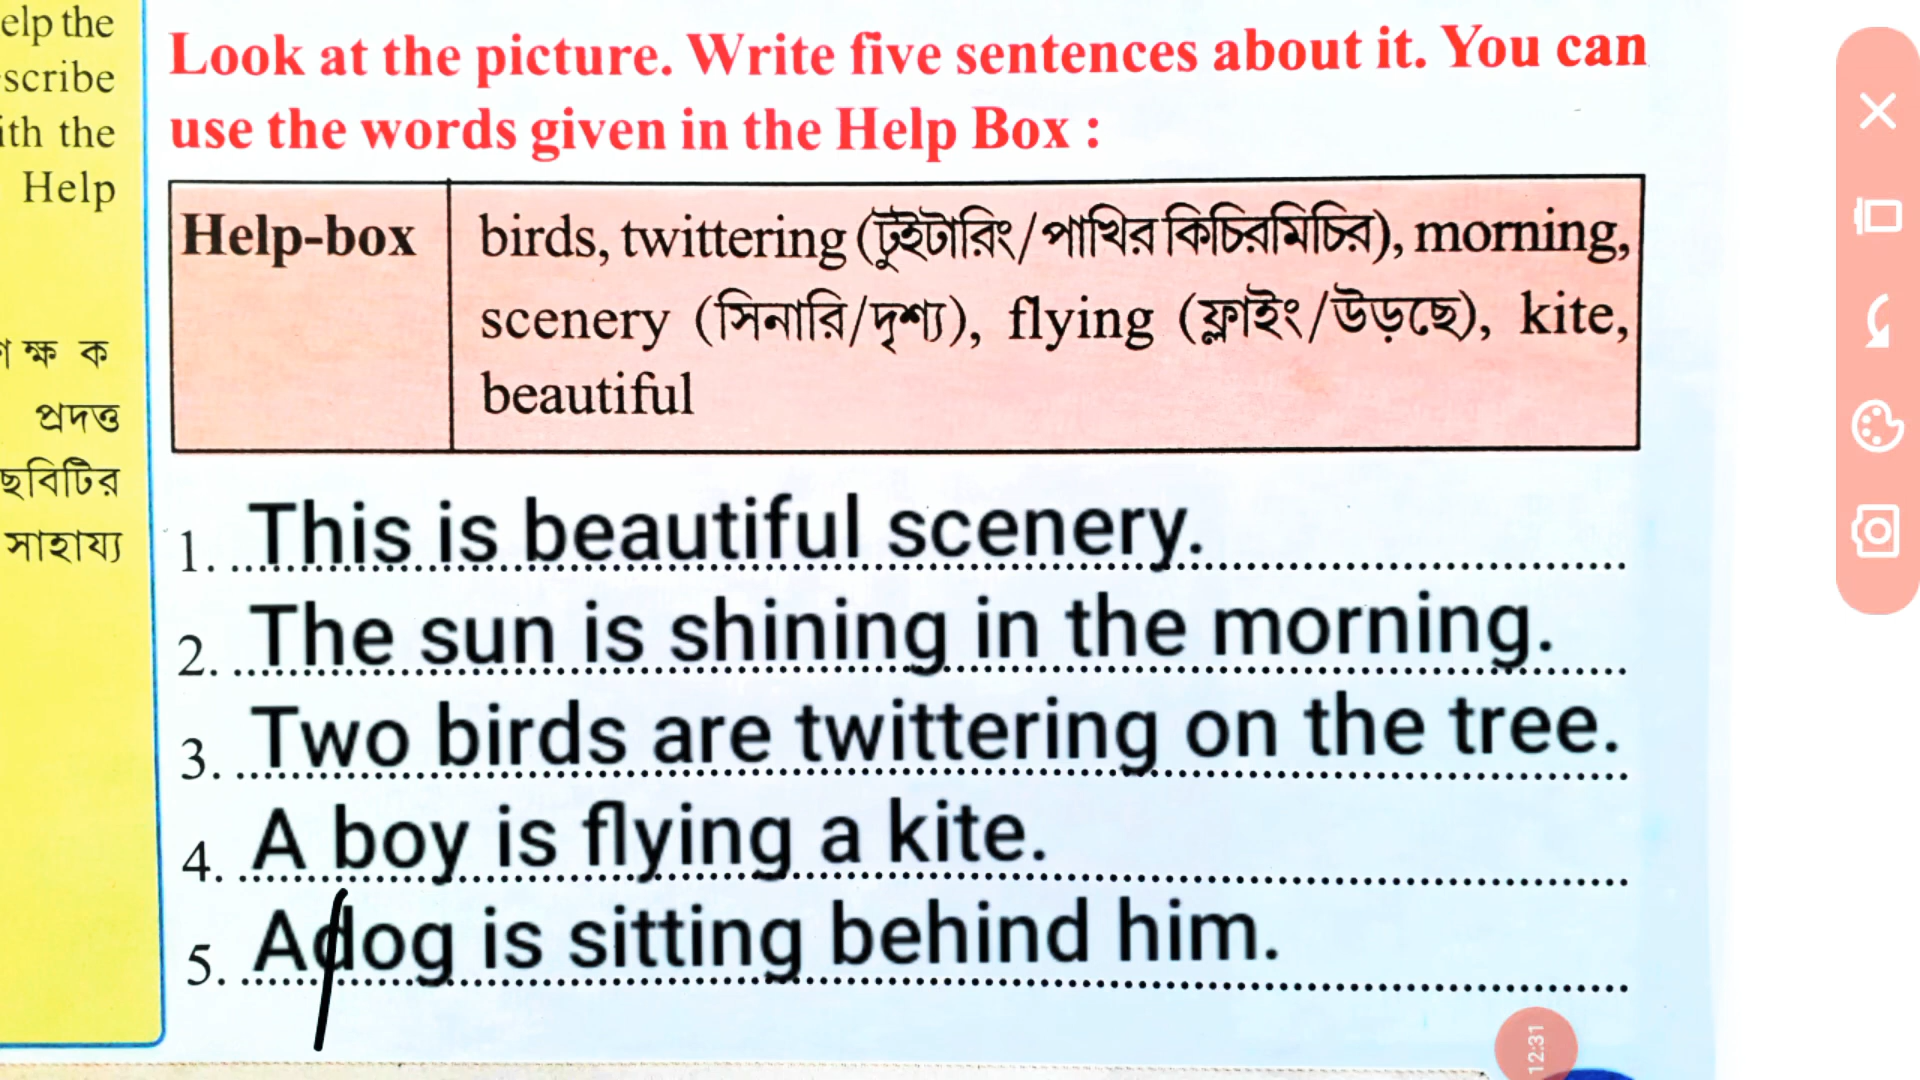 elp the
scribe
ith the
Help
ক্ষ ক
প্রদত্ত
ছবিটির
সাহায্য
Look at the picture. Write five sentences about it. You can
use the words given in the Help Box :
Help-box
birds, twittering (টুইটারিং/পাখির কিচিরমিচির), morning,
scenery (সিনারি/দৃশ্য), flying (ফ্লাইং/উড়ছে), kite,
beautiful
1. This is beautiful scenery.
2. The sun is shining in the morning.
3. Two birds are twittering on the tree.
4. A boy is flying a kite.
5. A dog is sitting behind him.
12:31